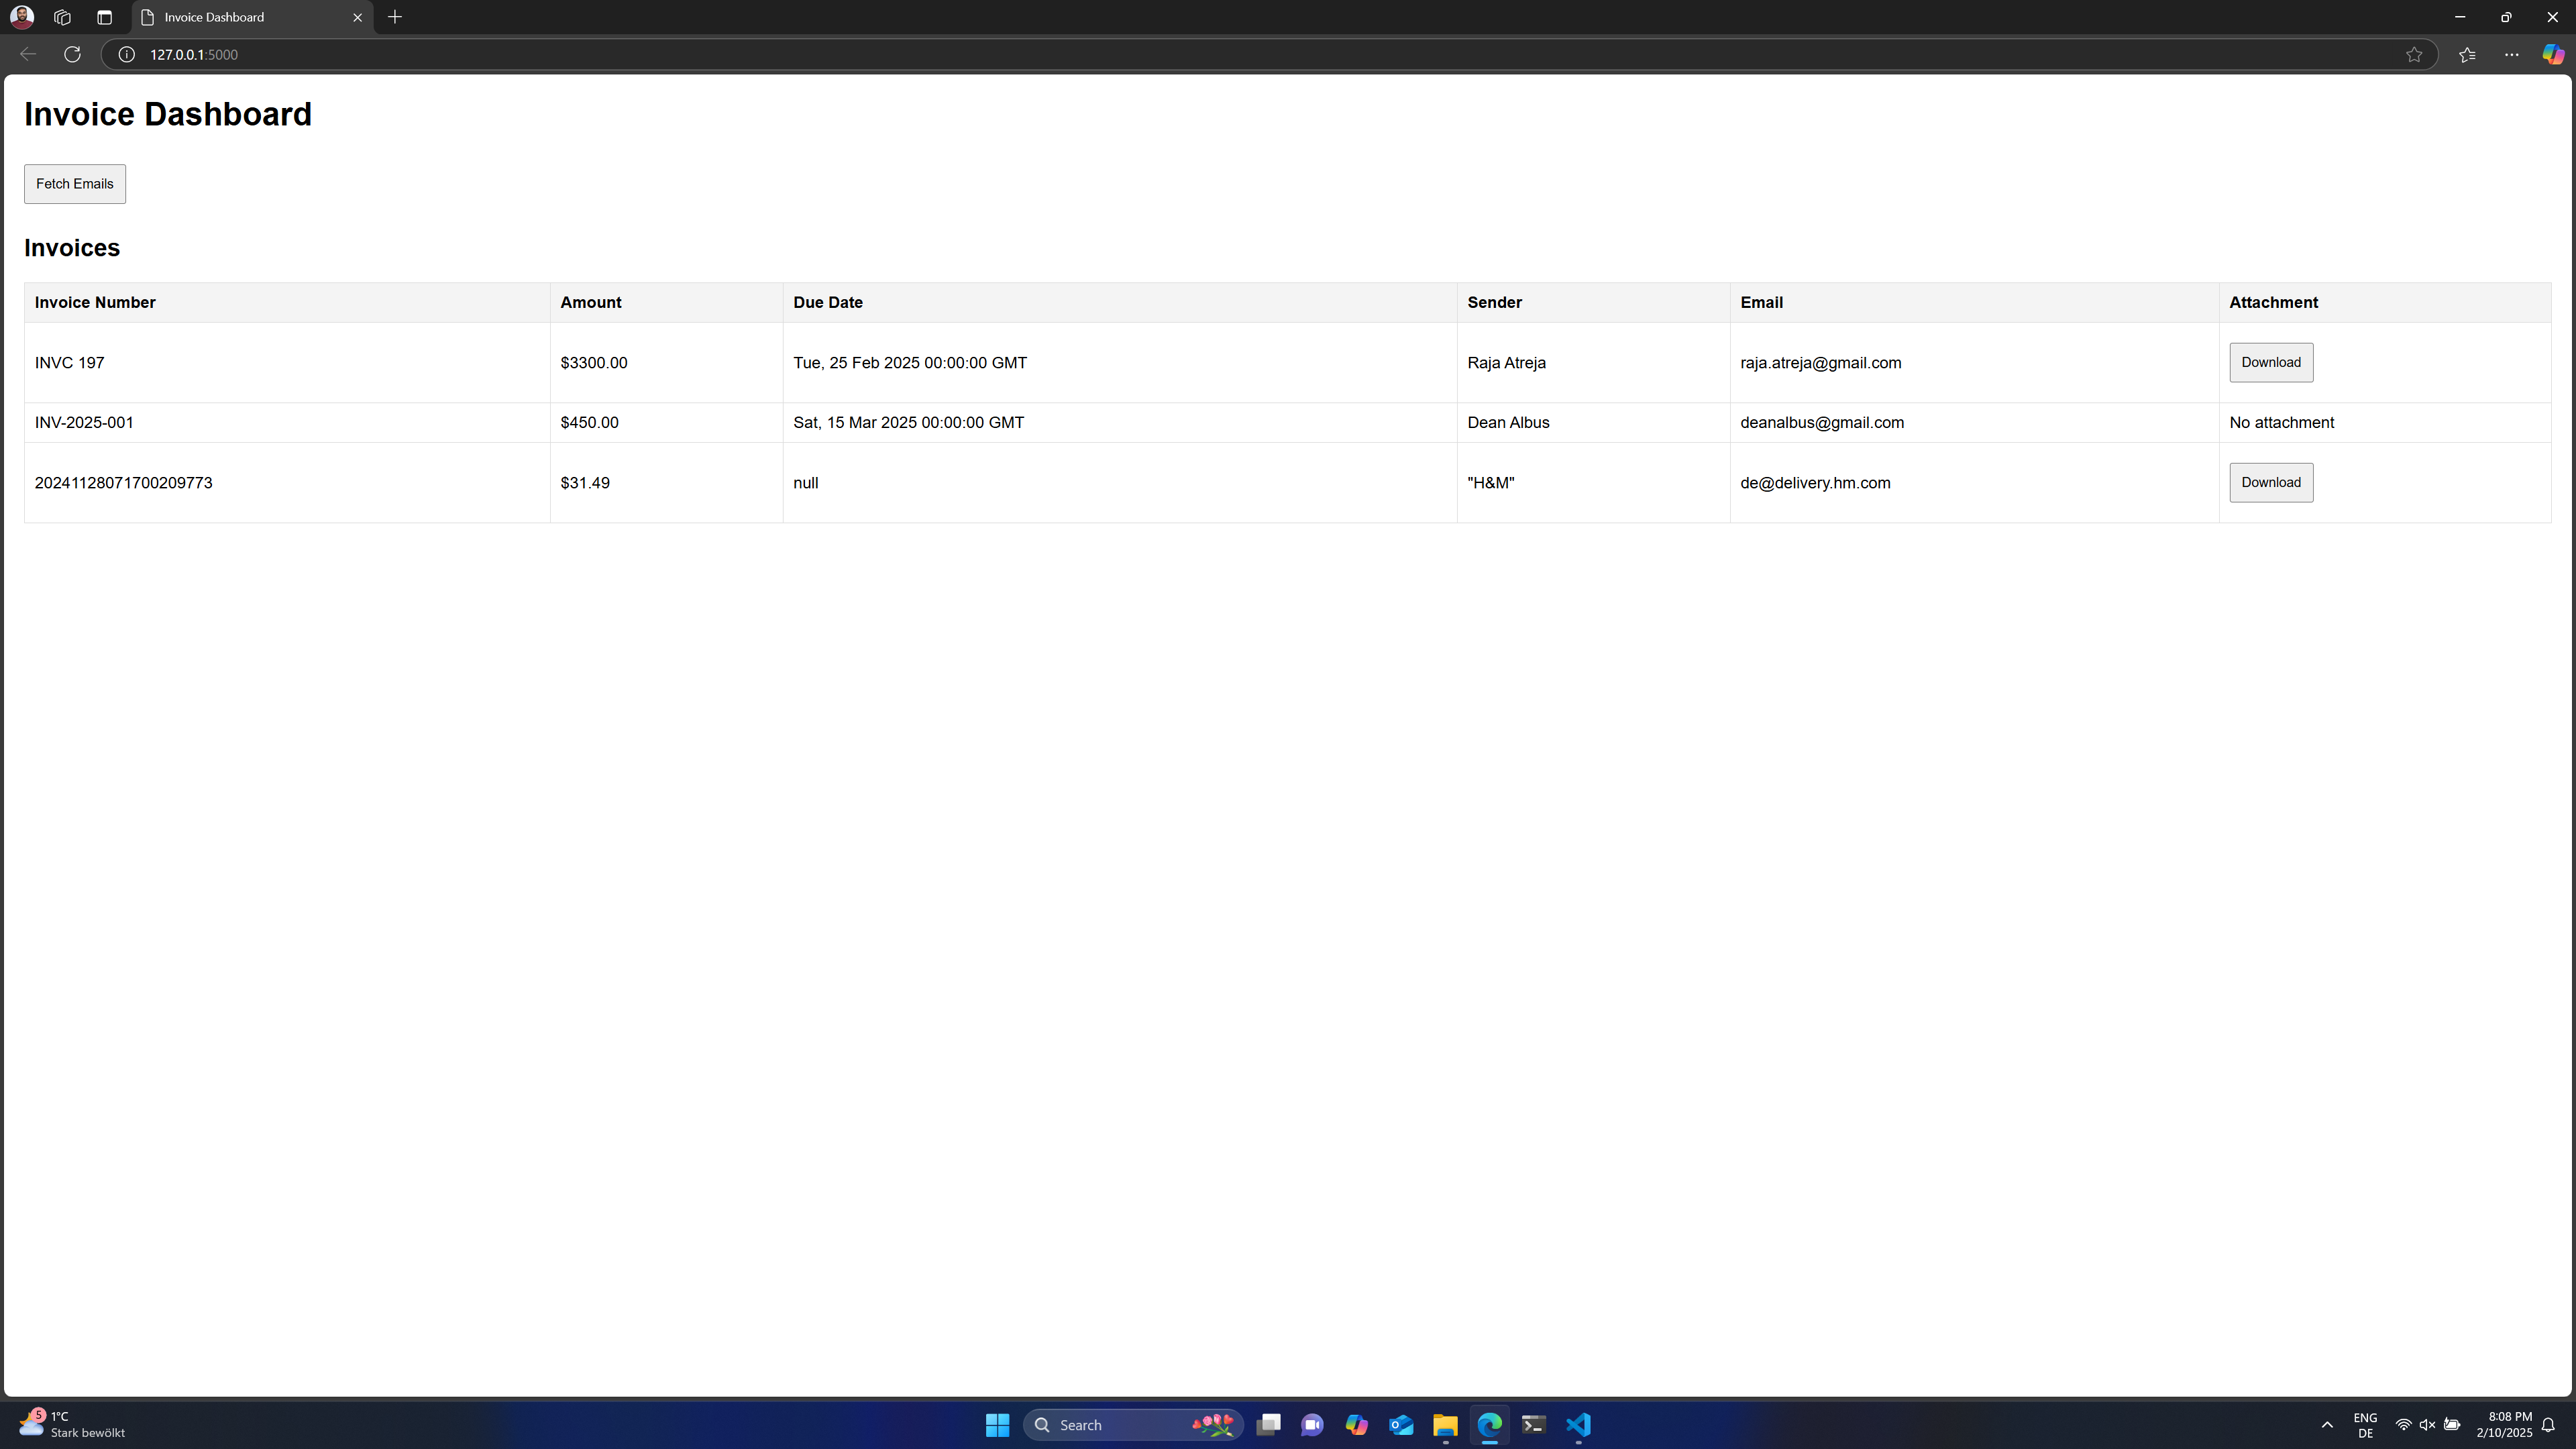 Invoice Dashboard
127.0.0.1:5000
Invoice Dashboard
Fetch Emails
Invoices
Invoice Number Amount Due Date Sender Email Attachment
INVC 197 $3300.00 Tue, 25 Feb 2025 00:00:00 GMT Raja Atreja raja.atreja@gmail.com Download
INV-2025-001 $450.00 Sat, 15 Mar 2025 00:00:00 GMT Dean Albus deanalbus@gmail.com No attachment
20241128071700209773 $31.49 null "H&M" de@delivery.hm.com Download
5
1°C
Stark bewölkt
Search
ENG
DE
8:08 PM
2/10/2025